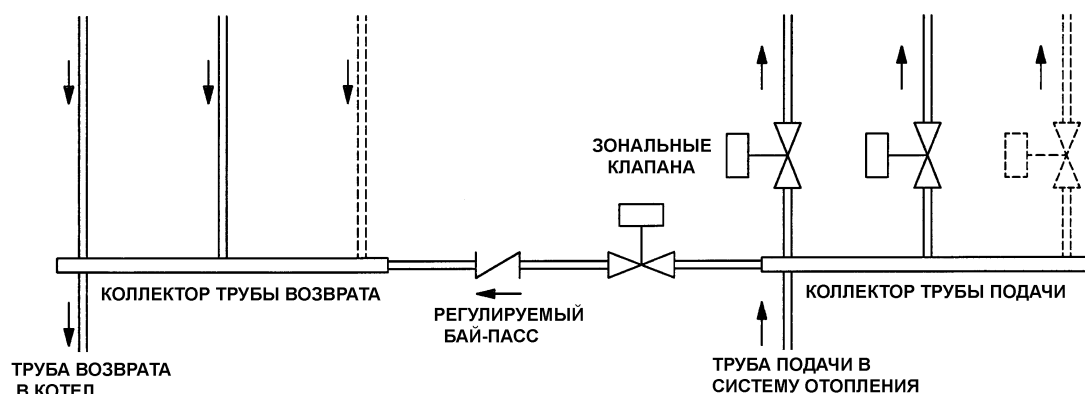 ЗОНАЛЬНЫЕ
КЛАПАНА
КОЛЛЕКТОР ТРУБЫ ВОЗВРАТА
КОЛЛЕКТОР ТРУБЫ ПОДАЧИ
РЕГУЛИРУЕМЫЙ
БАЙ-ПАСС
ТРУБА ВОЗВРАТА
В КОТЕЛ
ТРУБА ПОДАЧИ В
СИСТЕМУ ОТОПЛЕНИЯ